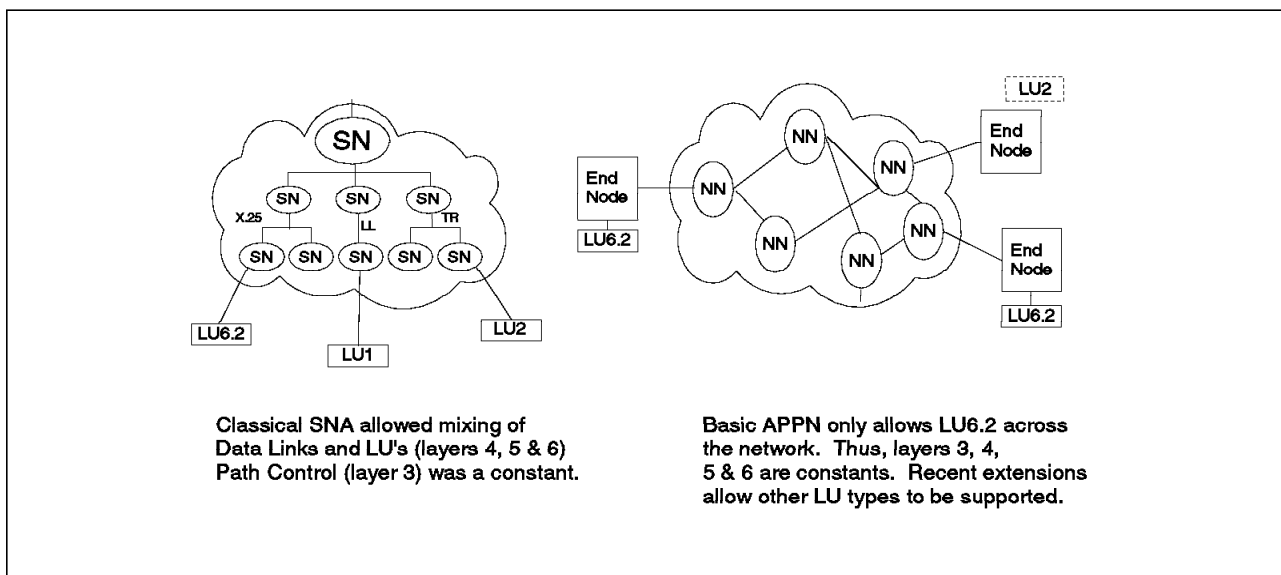 SN
SN
SN
SN
X.25
LL
TR
SN
SN
SN
SN
SN
LU6.2
LU1
LU2
Classical SNA allowed mixing of
Data Links and LU's (layers 4, 5 & 6)
Path Control (layer 3) was a constant.
LU2
End
Node
NN
NN
End
Node
NN
LU6.2
NN
NN
NN
End
Node
LU6.2
Basic APPN only allows LU6.2 across
the network. Thus, layers 3, 4,
5 & 6 are constants. Recent extensions
allow other LU types to be supported.